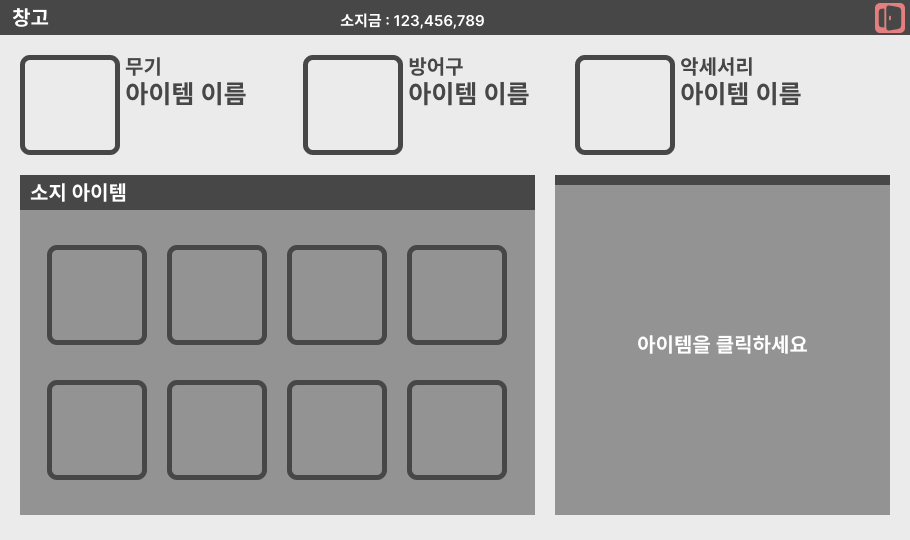 창고
소지금 : 123,456,789
무기
아이템 이름
방어구
아이템 이름
악세서리
아이템 이름
소지 아이템
아이템을 클릭하세요